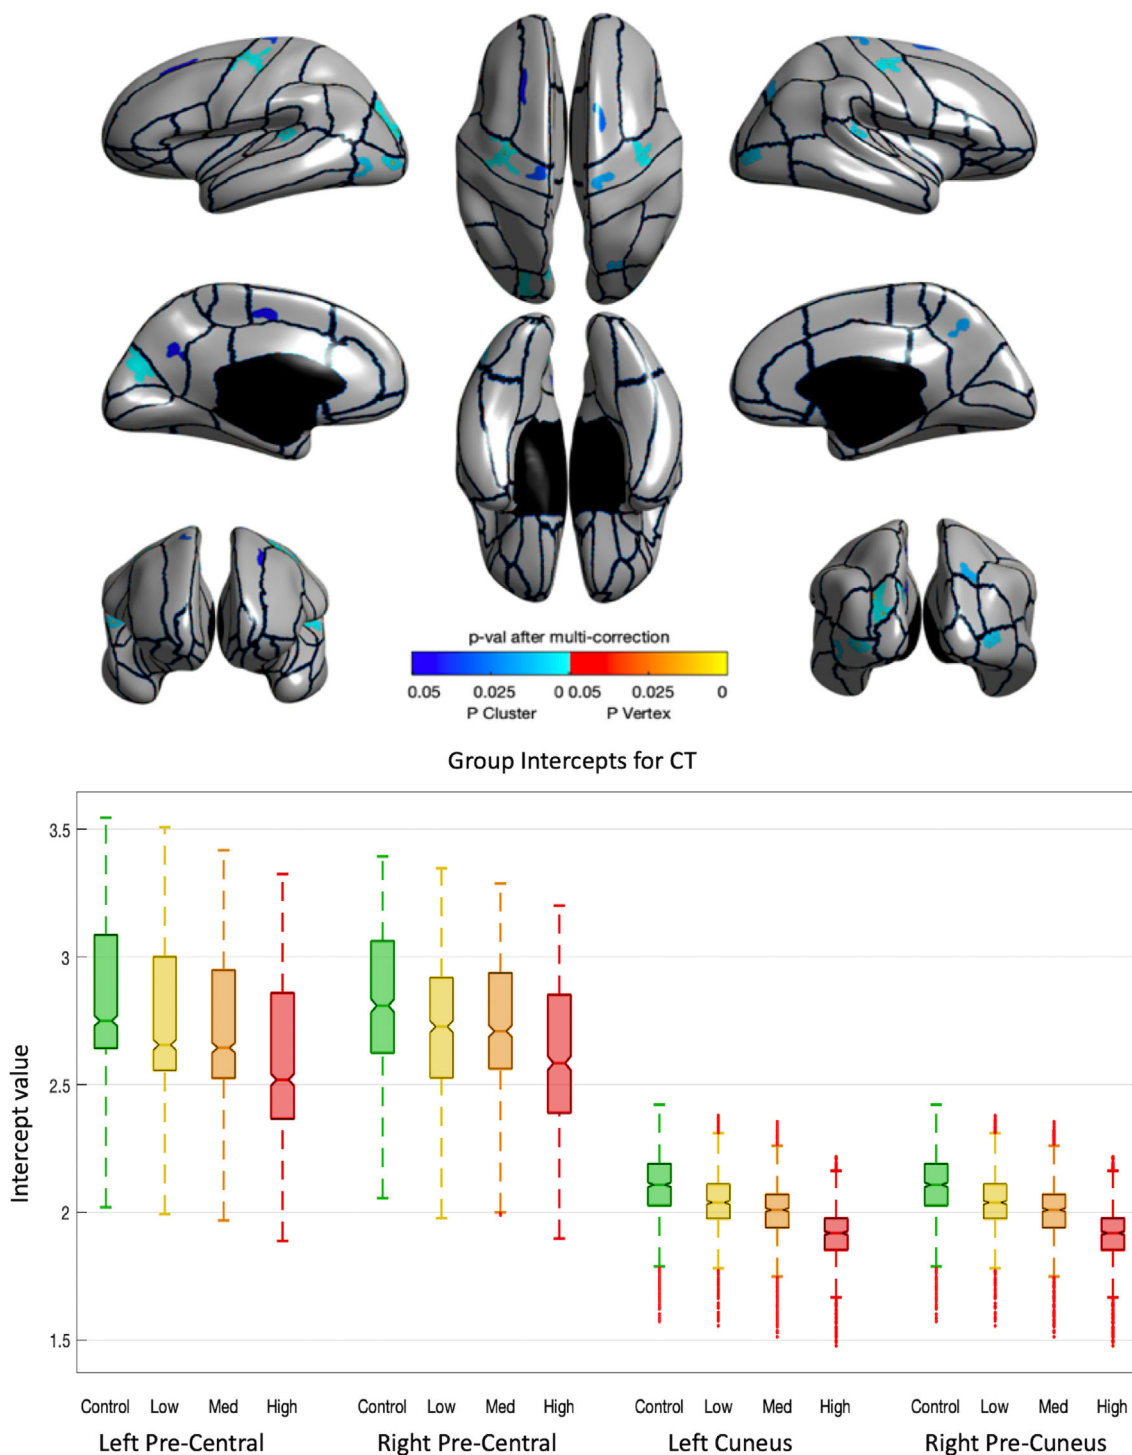 p-val after multi-correction
0.05 0.025 0 0.05 0.025 0
P Cluster P Vertex
Group Intercepts for CT
Intercept value
3.5
3
2.5
2
1.5
Control Low Med High Control Low Med High Control Low Med High Control Low Med High
Left Pre-Central Right Pre-Central Left Cuneus Right Pre-Cuneus